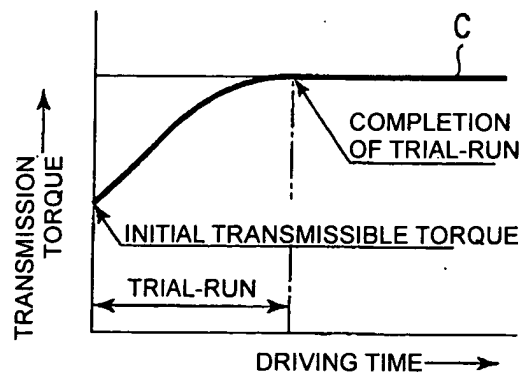 C
COMPLETION
OF TRIAL-RUN
INITIAL TRANSMISSIBLE TORQUE
TRIAL-RUN
TRANSMISSION
TORQUE
DRIVING TIME